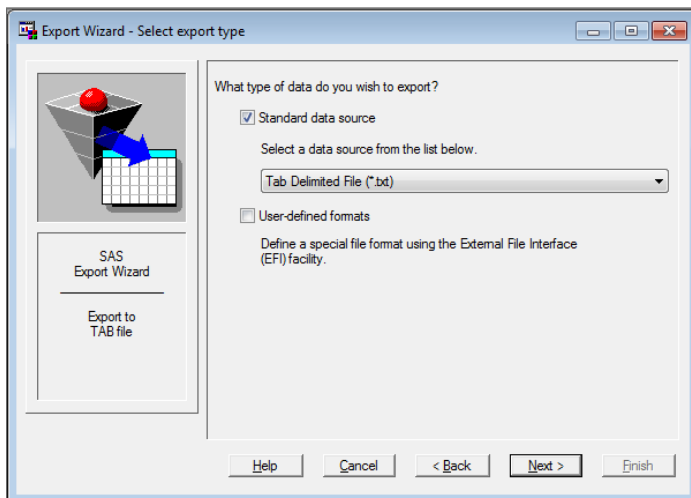 Export Wizard - Select export type
What type of data do you wish to export?
Standard data source
Select a data source from the list below.
Tab Delimited File (*.txt)
User-defined formats
Define a special file format using the External File Interface
(EFI) facility.
SAS
Export Wizard
Export to
TAB file
Help
Cancel
< Back
Next >
Finish